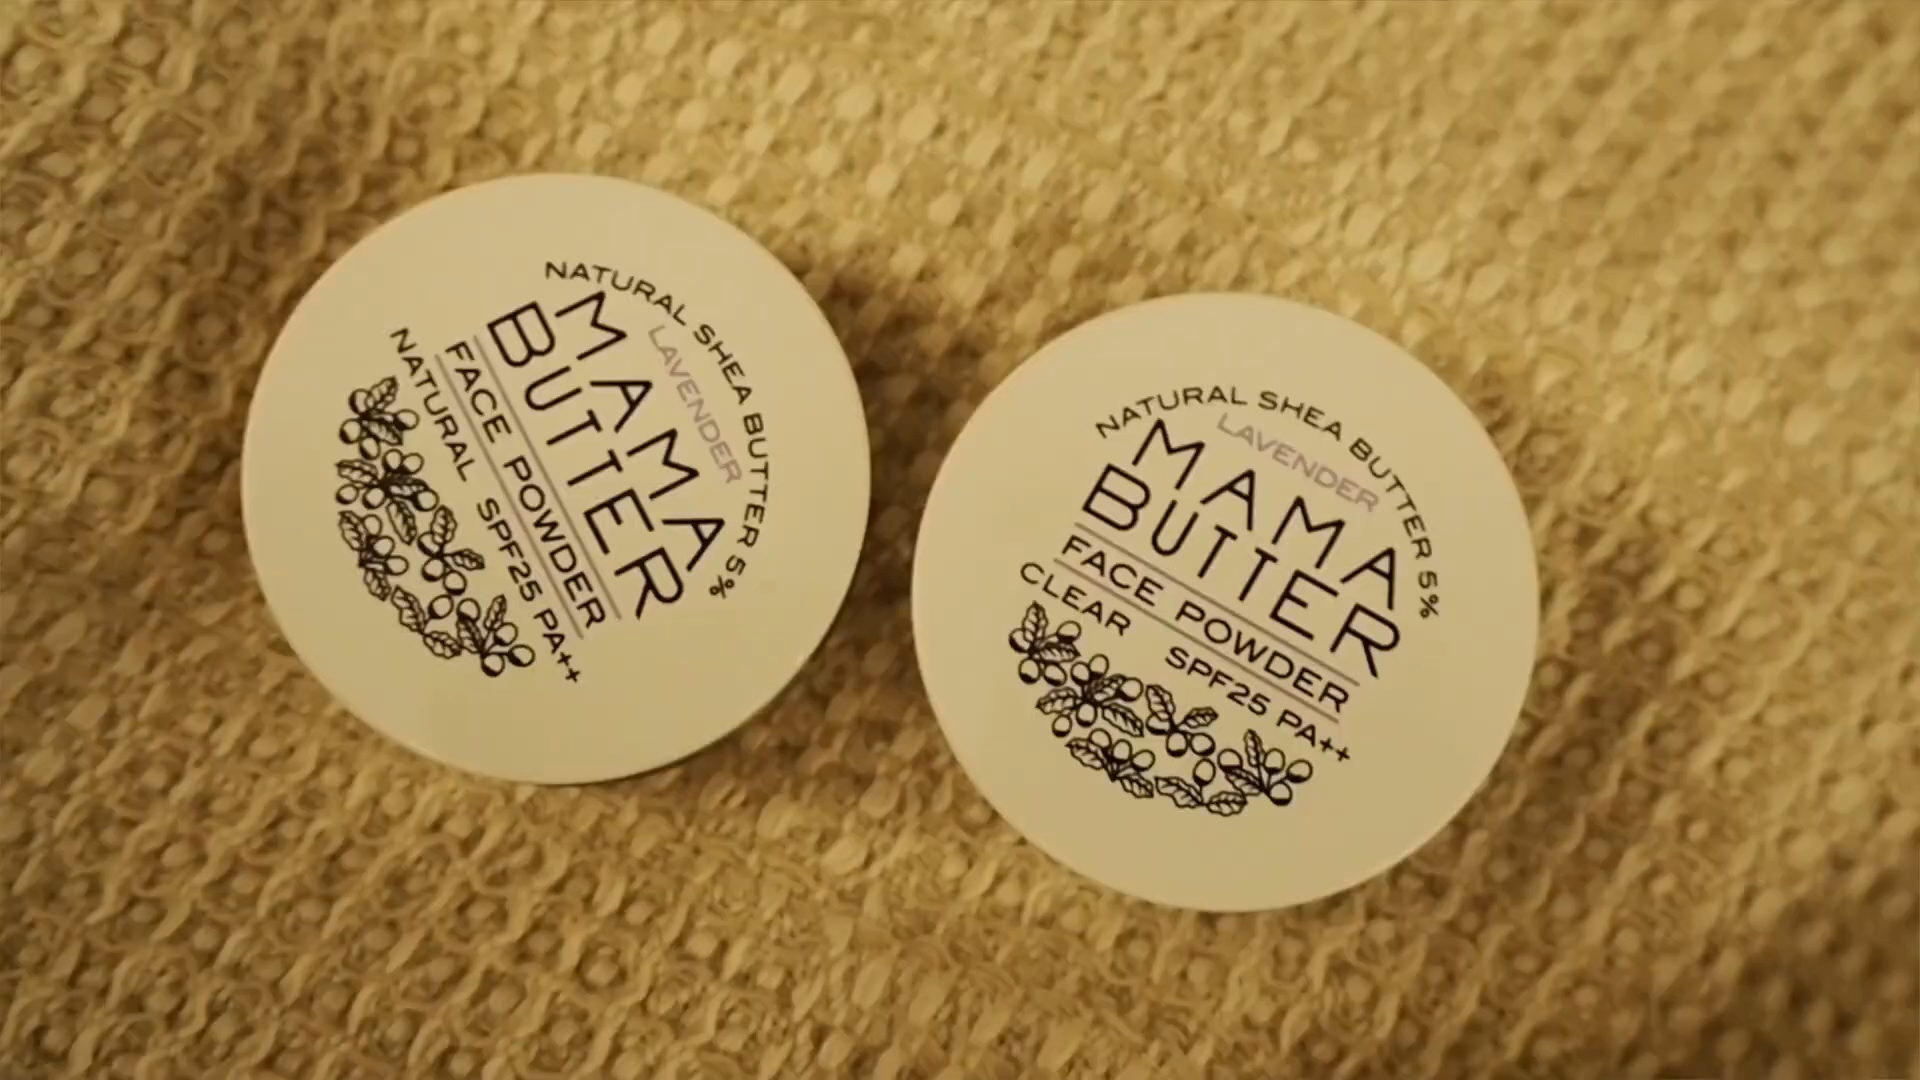 NATURAL SHEA BUTTER 5%
LAVENDER
MAMA
BUTTER
FACE POWDER
NATURAL SPF25 PA++
NATURAL SHEA BUTTER 5%
LAVENDER
MAMA
BUTTER
FACE POWDER
CLEAR SPF25 PA++